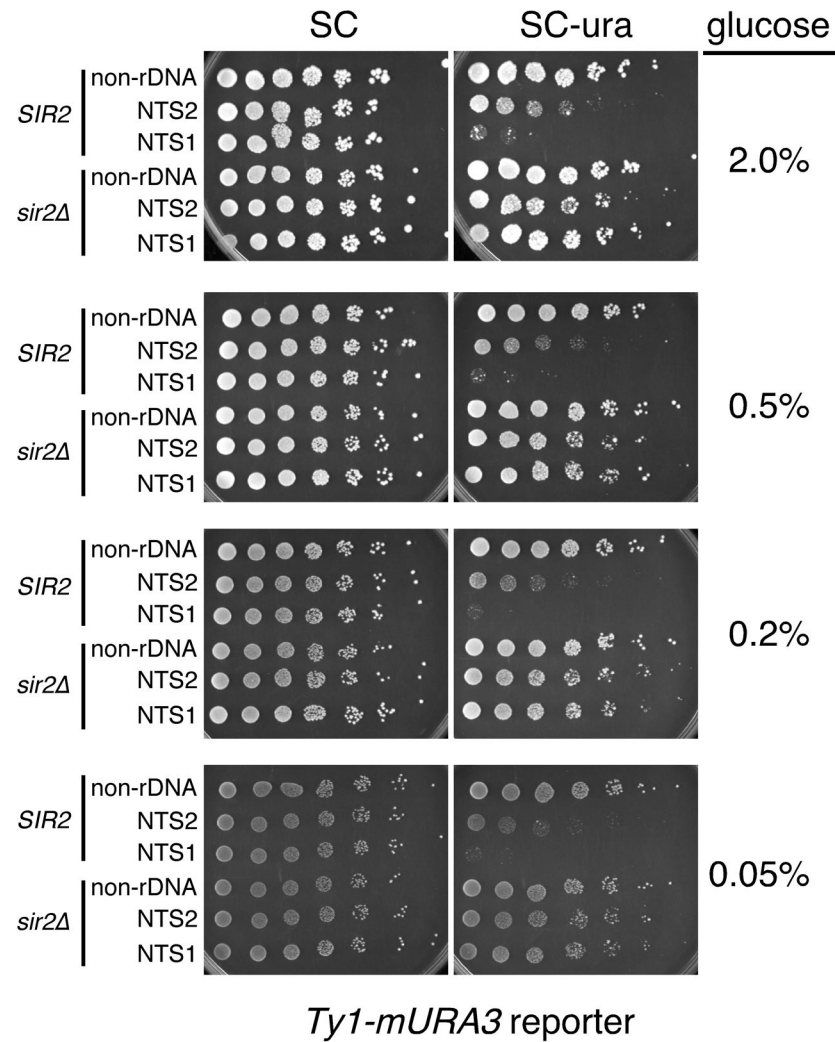 SC SC-ura glucose
non-rDNA
SIR2 NTS2
NTS1
non-rDNA
sir2Δ NTS2
NTS1
2.0%
non-rDNA
SIR2 NTS2
NTS1
non-rDNA
sir2Δ NTS2
NTS1
0.5%
non-rDNA
SIR2 NTS2
NTS1
non-rDNA
sir2Δ NTS2
NTS1
0.2%
non-rDNA
SIR2 NTS2
NTS1
non-rDNA
sir2Δ NTS2
NTS1
0.05%
Ty1-mURA3 reporter